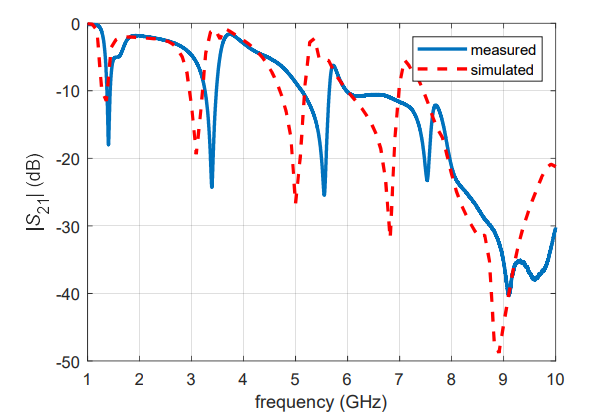 0
-10
-20
-30
-40
-50
|S21| (dB)
measured
simulated
1 2 3 4 5 6 7 8 9 10
frequency (GHz)